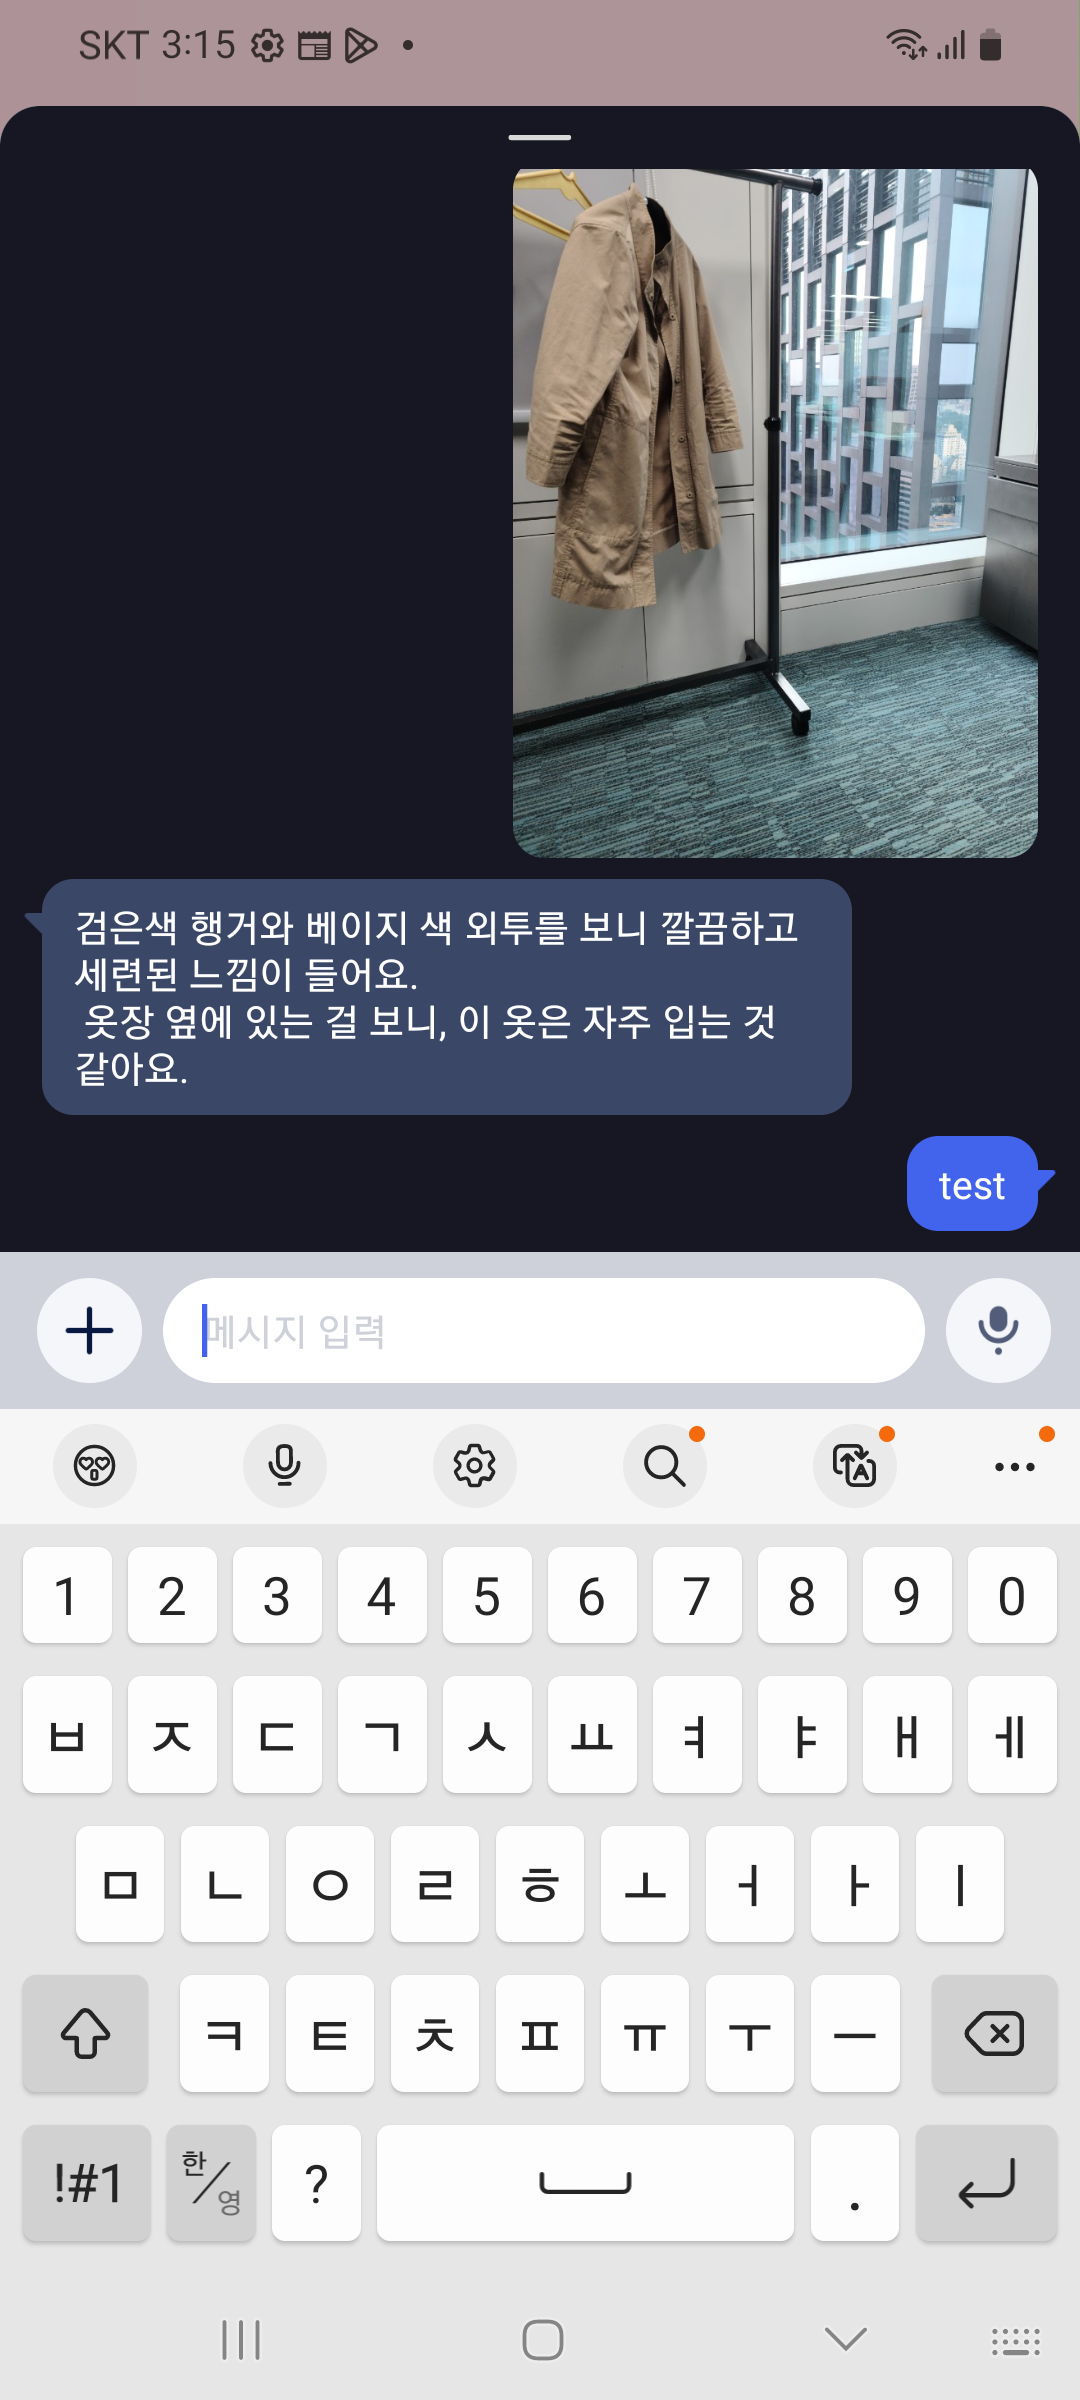 SKT 3:15
검은색 행거와 베이지 색 외투를 보니 깔끔하고
세련된 느낌이 들어요.
옷장 옆에 있는 걸 보니, 이 옷은 자주 입는 것
같아요.
test
메시지 입력
1 2 3 4 5 6 7 8 9 0
ㅂ ㅈ ㄷ ㄱ ㅅ ㅛ ㅕ ㅑ ㅐ ㅔ
ㅁ ㄴ ㅇ ㄹ ㅎ ㅗ ㅓ ㅏ ㅣ
ㅋ ㅌ ㅊ ㅍ ㅠ ㅜ ㅡ
!#1 한/영 ? .